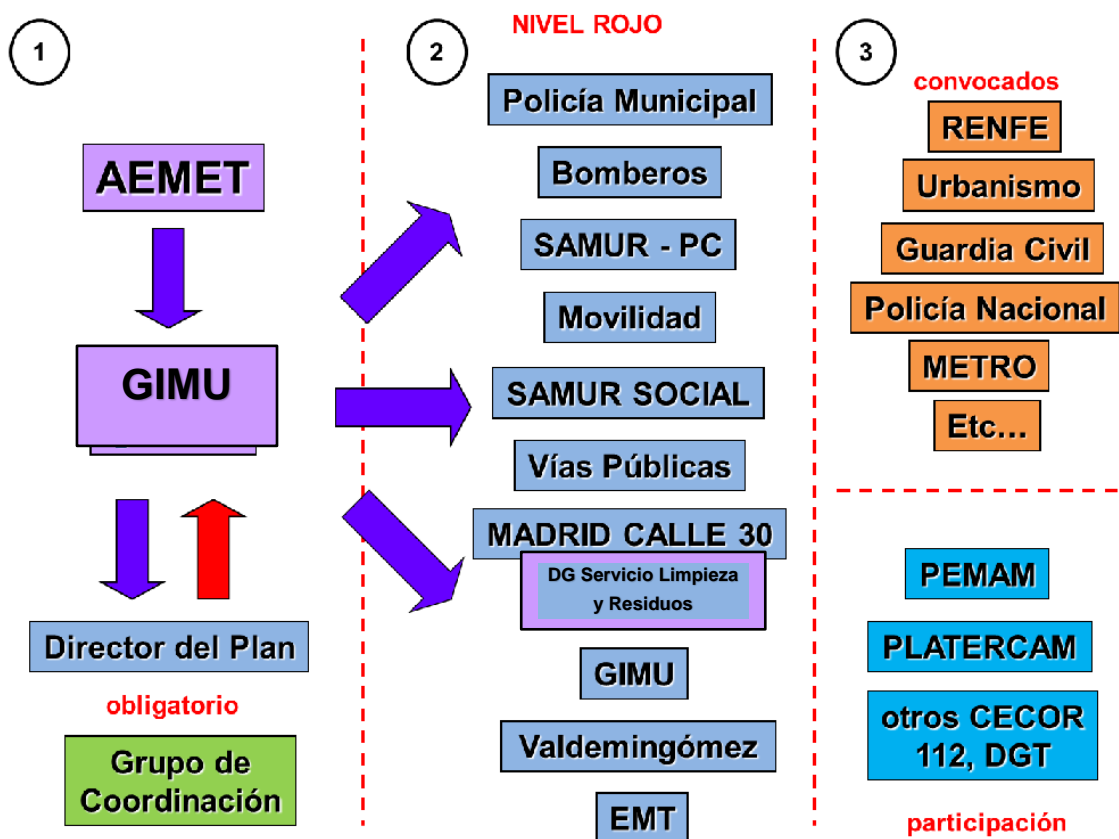 1
AEMET
GIMU
Director del Plan
obligatorio
Grupo de
Coordinación
2
NIVEL ROJO
Policía Municipal
Bomberos
SAMUR - PC
Movilidad
SAMUR SOCIAL
Vías Públicas
MADRID CALLE 30
DG Servicio Limpieza
y Residuos
GIMU
Valdemingómez
EMT
3
convocados
RENFE
Urbanismo
Guardia Civil
Policía Nacional
METRO
Etc...
PEMAM
PLATERCAM
otros CECOR
112, DGT
participación